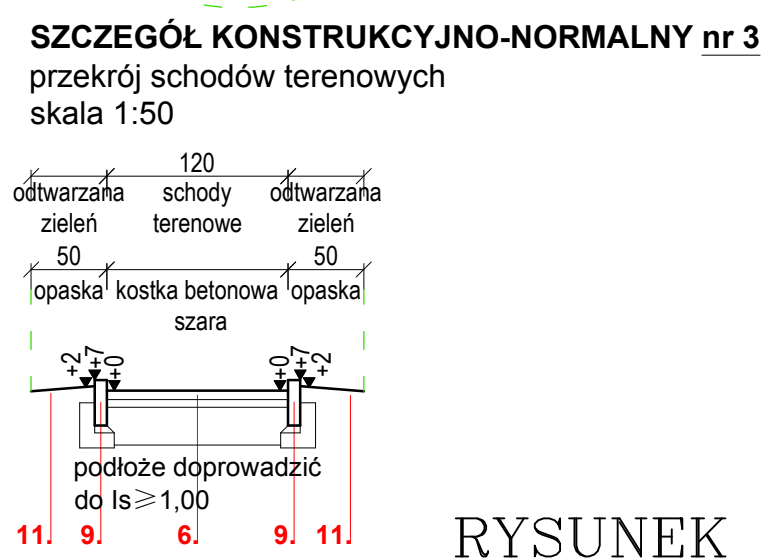 SZCZEGÓŁ KONSTRUKCYJNO-NORMALNY nr 3
przekrój schodów terenowych
skala 1:50
120
odtwarzana schody odtwarzana
zieleń terenowe zieleń
50 50
opaska kostka betonowa opaska
szara
+2 +7 +0 +0 +7 +2
podłoże doprowadzić
do Is⩾1,00
11. 9. 6. 9. 11.
RYSUNEK